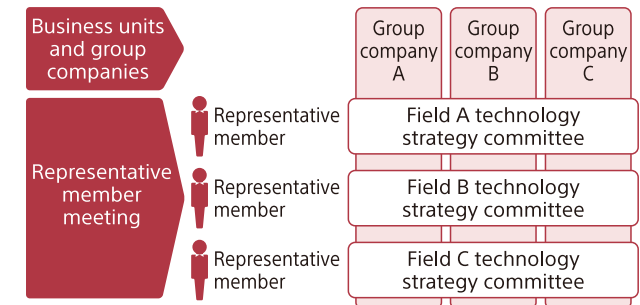 Business units
and group
companies
Group
company
A
Group
company
B
Group
company
C
Representative
member
meeting
Representative
member
Field A technology
strategy committee
Representative
member
Field B technology
strategy committee
Representative
member
Field C technology
strategy committee